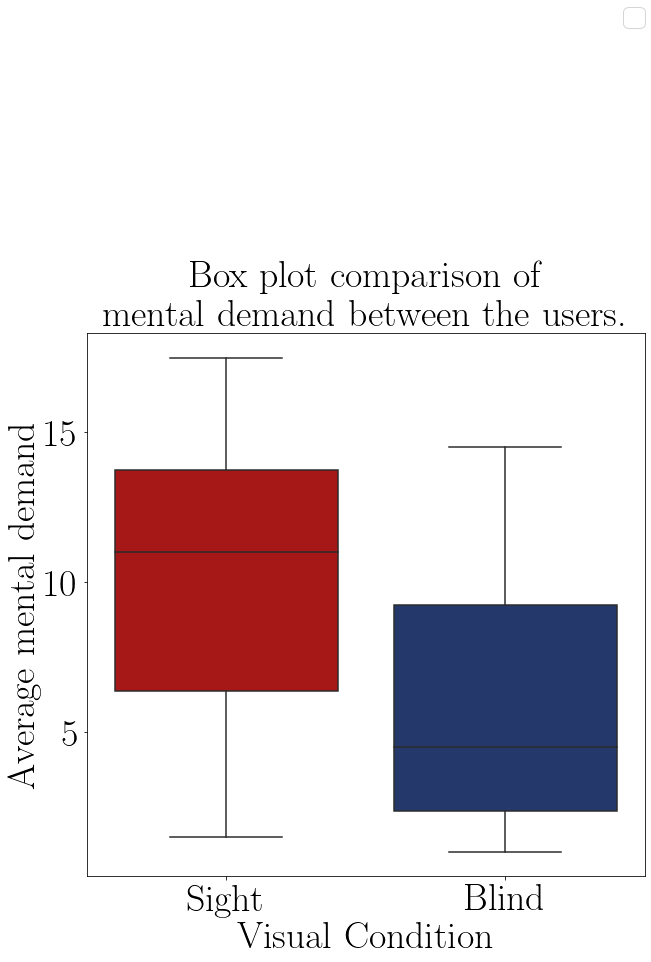 Box plot comparison of
mental demand between the users.
15
10
5
Average mental demand
Sight Blind
Visual Condition